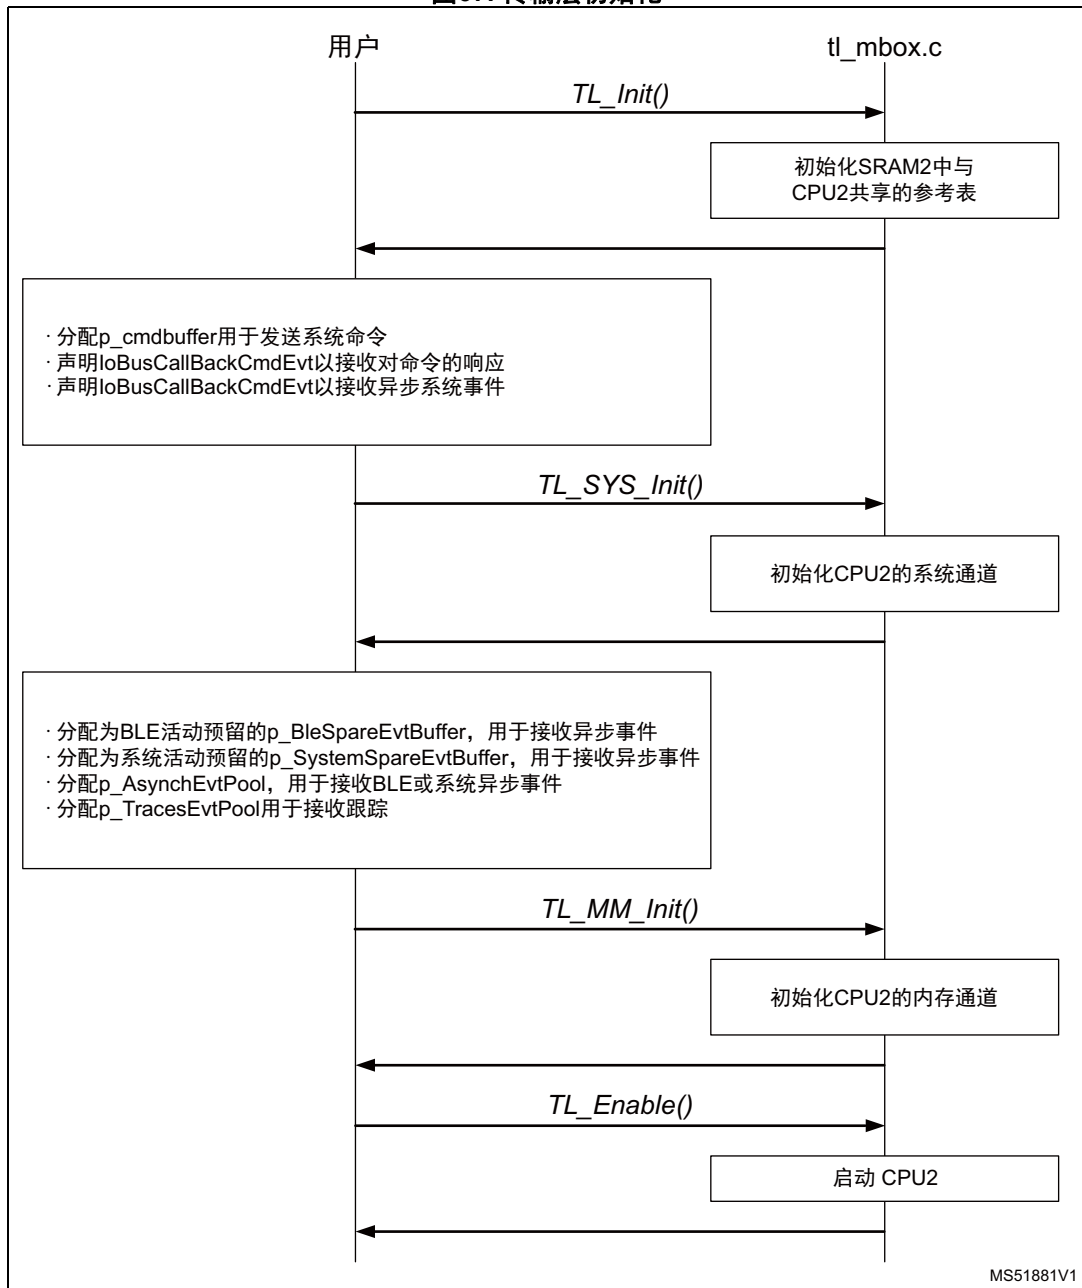 用户
tl_mbox.c
TL_Init()
初始化SRAM2中与
CPU2共享的参考表
· 分配p_cmdbuffer用于发送系统命令
· 声明IoBusCallBackCmdEvt以接收对命令的响应
· 声明IoBusCallBackCmdEvt以接收异步系统事件
TL_SYS_Init()
初始化CPU2的系统通道
· 分配为BLE活动预留的p_BleSpareEvtBuffer，用于接收异步事件
· 分配为系统活动预留的p_SystemSpareEvtBuffer，用于接收异步事件
· 分配p_AsynchEvtPool，用于接收BLE或系统异步事件
· 分配p_TracesEvtPool用于接收跟踪
TL_MM_Init()
初始化CPU2的内存通道
TL_Enable()
启动 CPU2
MS51881V1